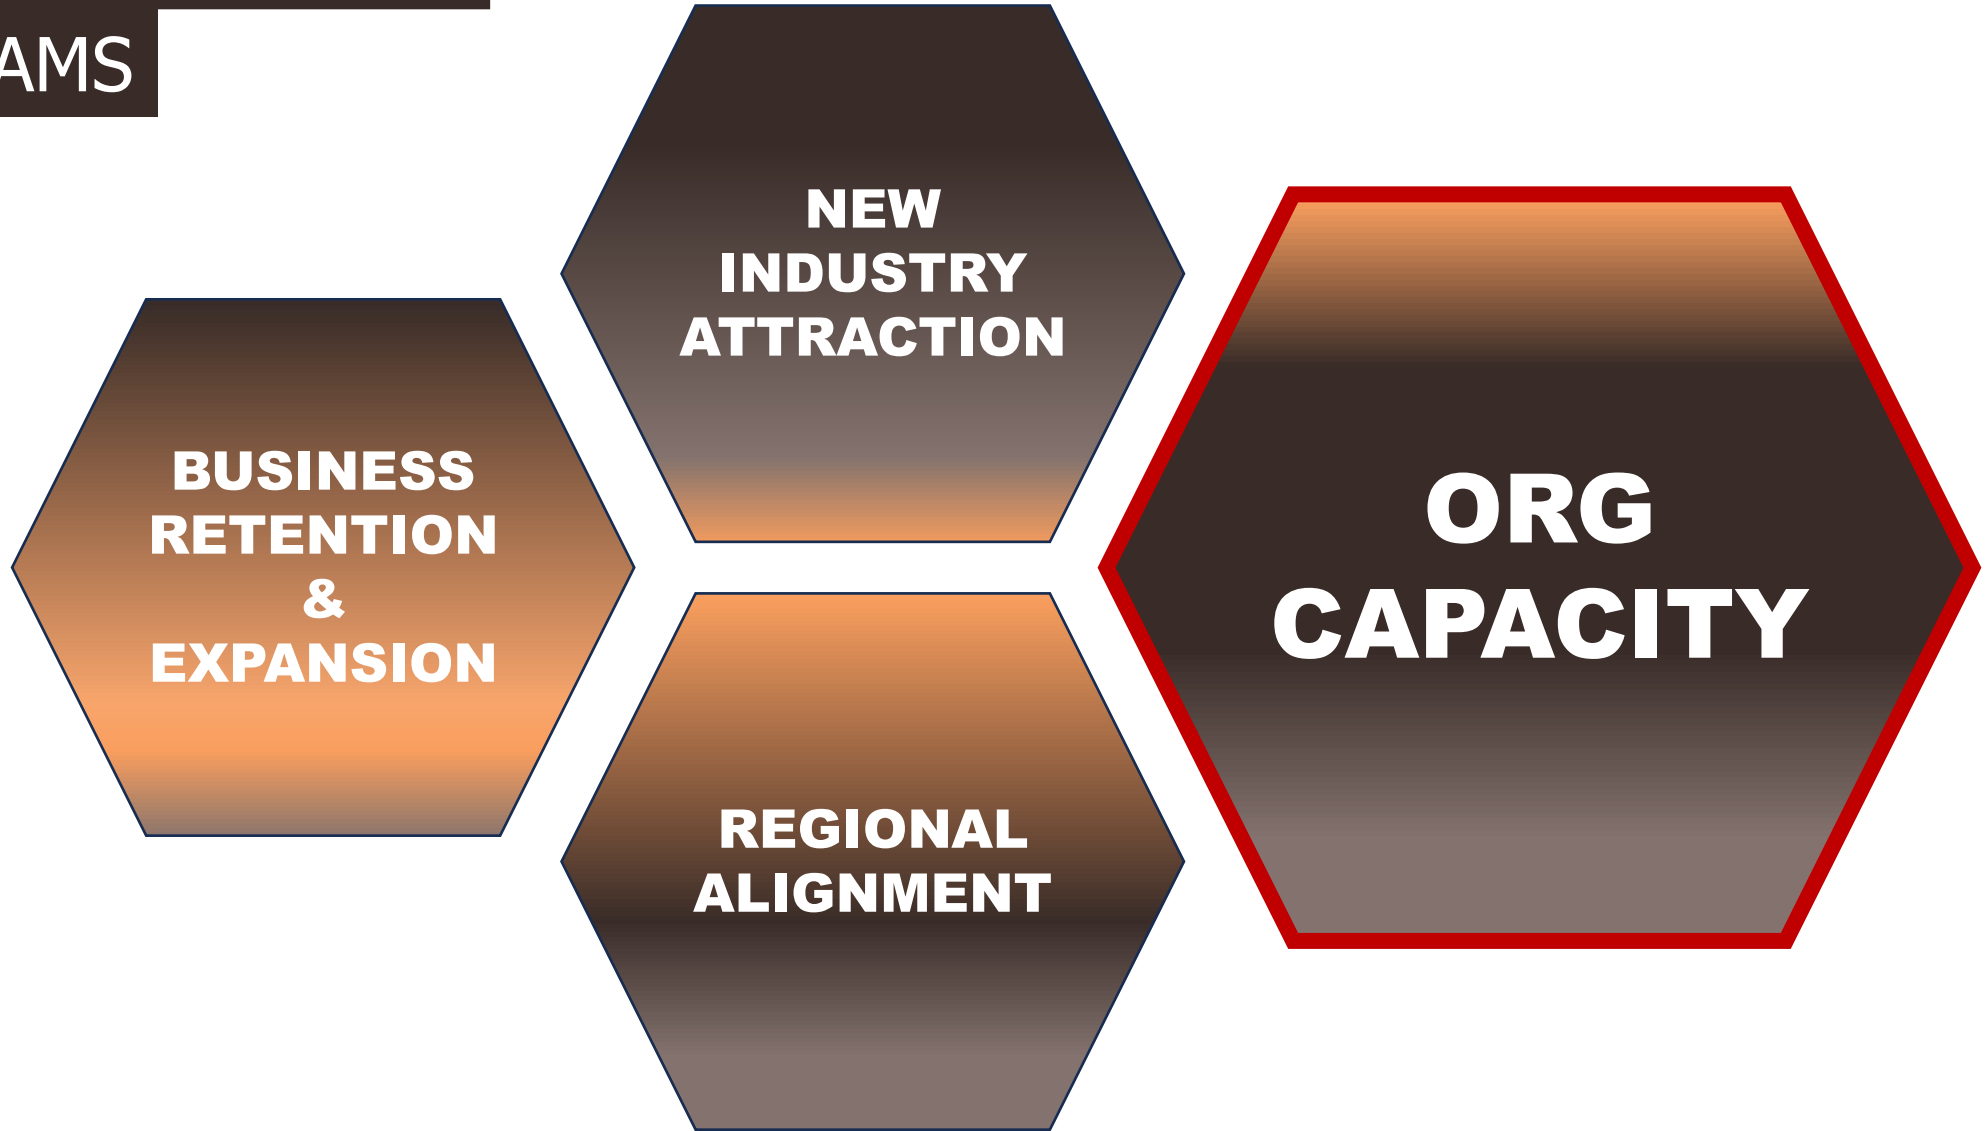 AMS
NEW
INDUSTRY
ATTRACTION
BUSINESS
RETENTION
&
EXPANSION
ORG
CAPACITY
REGIONAL
ALIGNMENT